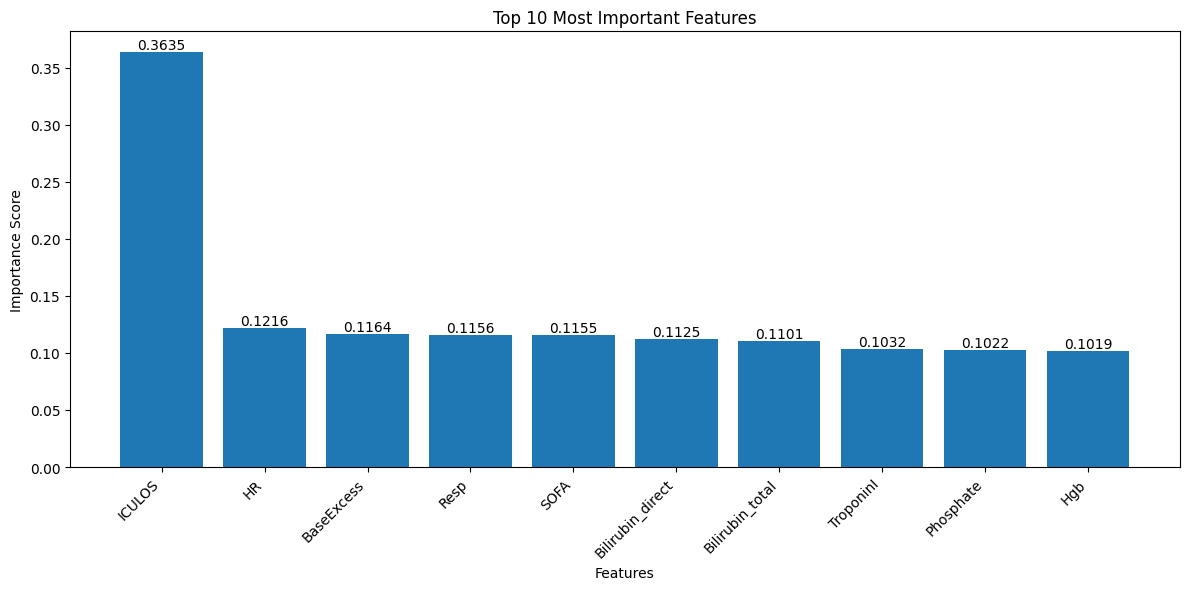 Top 10 Most Important Features
Importance Score
0.35
0.30
0.25
0.20
0.15
0.10
0.05
0.00
0.3635
0.1216
0.1164
0.1156
0.1155
0.1125
0.1101
0.1032
0.1022
0.1019
ICULOS
HR
BaseExcess
Resp
SOFA
Bilirubin_direct
Bilirubin_total
TroponinI
Phosphate
Hgb
Features